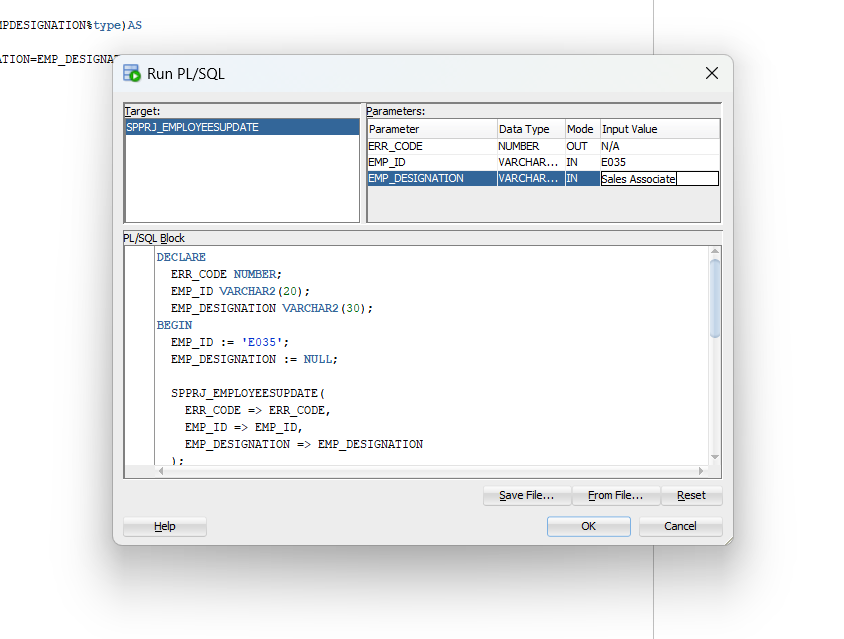 MPDESIGNATION%type)AS
ATION=EMP_DESIGNAT
Run PL/SQL
Target:
SPPRJ_EMPLOYEESUPDATE
Parameters:
Parameter Data Type Mode Input Value
ERR_CODE NUMBER OUT N/A
EMP_ID VARCHAR... IN E035
EMP_DESIGNATION VARCHAR... IN Sales Associate
PL/SQL Block
DECLARE
ERR_CODE NUMBER;
EMP_ID VARCHAR2(20);
EMP_DESIGNATION VARCHAR2(30);
BEGIN
EMP_ID := 'E035';
EMP_DESIGNATION := NULL;
SPPRJ_EMPLOYEESUPDATE(
ERR_CODE => ERR_CODE,
EMP_ID => EMP_ID,
EMP_DESIGNATION => EMP_DESIGNATION
);
Save File... From File... Reset
Help OK Cancel